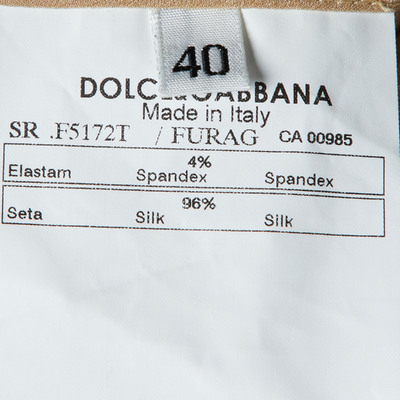 40
DOLCE&GABBANA
Made in Italy
SR .F5172T / FURAG CA 00985
4%
Elastam Spandex Spandex
96%
Seta Silk Silk